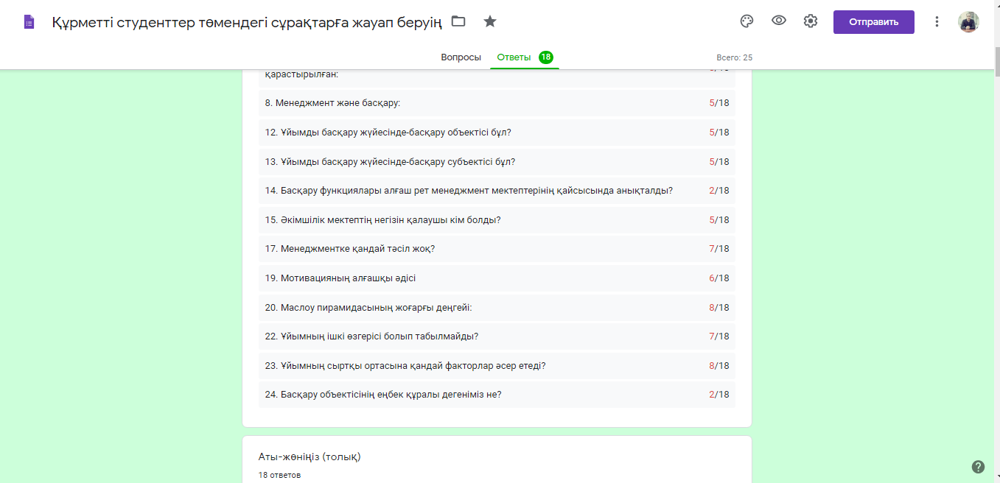 Құрметті студенттер төмендегі сұрақтарға жауап беруің
Отправить
Вопросы Ответы 18 Всего: 25
қарастырылған:
8. Менеджмент және басқару: 5/18
12. Ұйымды басқару жүйесінде-басқару объектісі бұл? 5/18
13. Ұйымды басқару жүйесінде-басқару субъектісі бұл? 5/18
14. Басқару функциялары алғаш рет менеджмент мектептерінің қайсысында анықталды? 2/18
15. Әкімшілік мектептің негізін қалаушы кім болды? 5/18
17. Менеджментке қандай тәсіл жоқ? 7/18
19. Мотивацияның алғашқы әдісі 6/18
20. Маслоу пирамидасының жоғарғы деңгейі: 8/18
22. Ұйымның ішкі өзгерісі болып табылмайды? 7/18
23. Ұйымның сыртқы ортасына қандай факторлар әсер етеді? 8/18
24. Басқару объектісінің еңбек құралы дегеніміз не? 2/18
Аты-жөніңіз (толық)
18 ответов